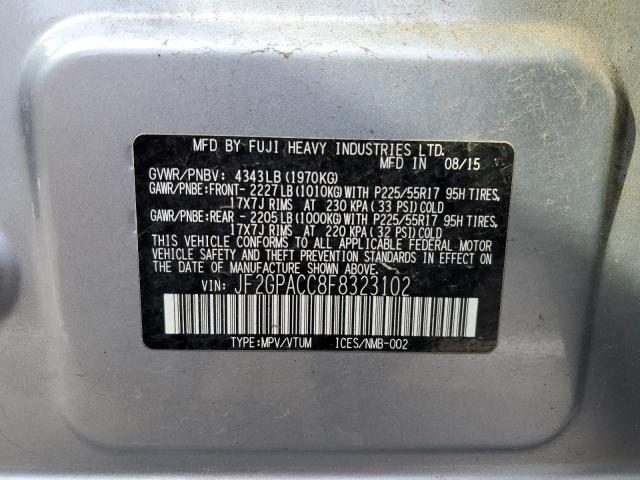 MFD BY FUJI HEAVY INDUSTRIES LTD.
MFD IN 08/15
GVWR/PNBV: 4343LB(1970KG)
GAWR/PNBE:FRONT- 2227LB(1010KG)WITH P225/55R17 95H TIRES,
17X7J RIMS AT 230 KPA(33 PSI)COLD
GAWR/PNBE:REAR - 2205LB(1000KG)WITH P225/55R17 95H TIRES,
17X7J RIMS AT 220 KPA(32 PSI)COLD
THIS VEHICLE CONFORMS TO ALL APPLICABLE FEDERAL MOTOR
VEHICLE SAFETY AND THEFT PREVENTION STANDARDS IN EFFECT
ON THE DATE OF MANUFACTURE SHOWN ABOVE.
VIN: JF2GPACC8F8323102
TYPE:MPV/VTUM ICES/NMB-002